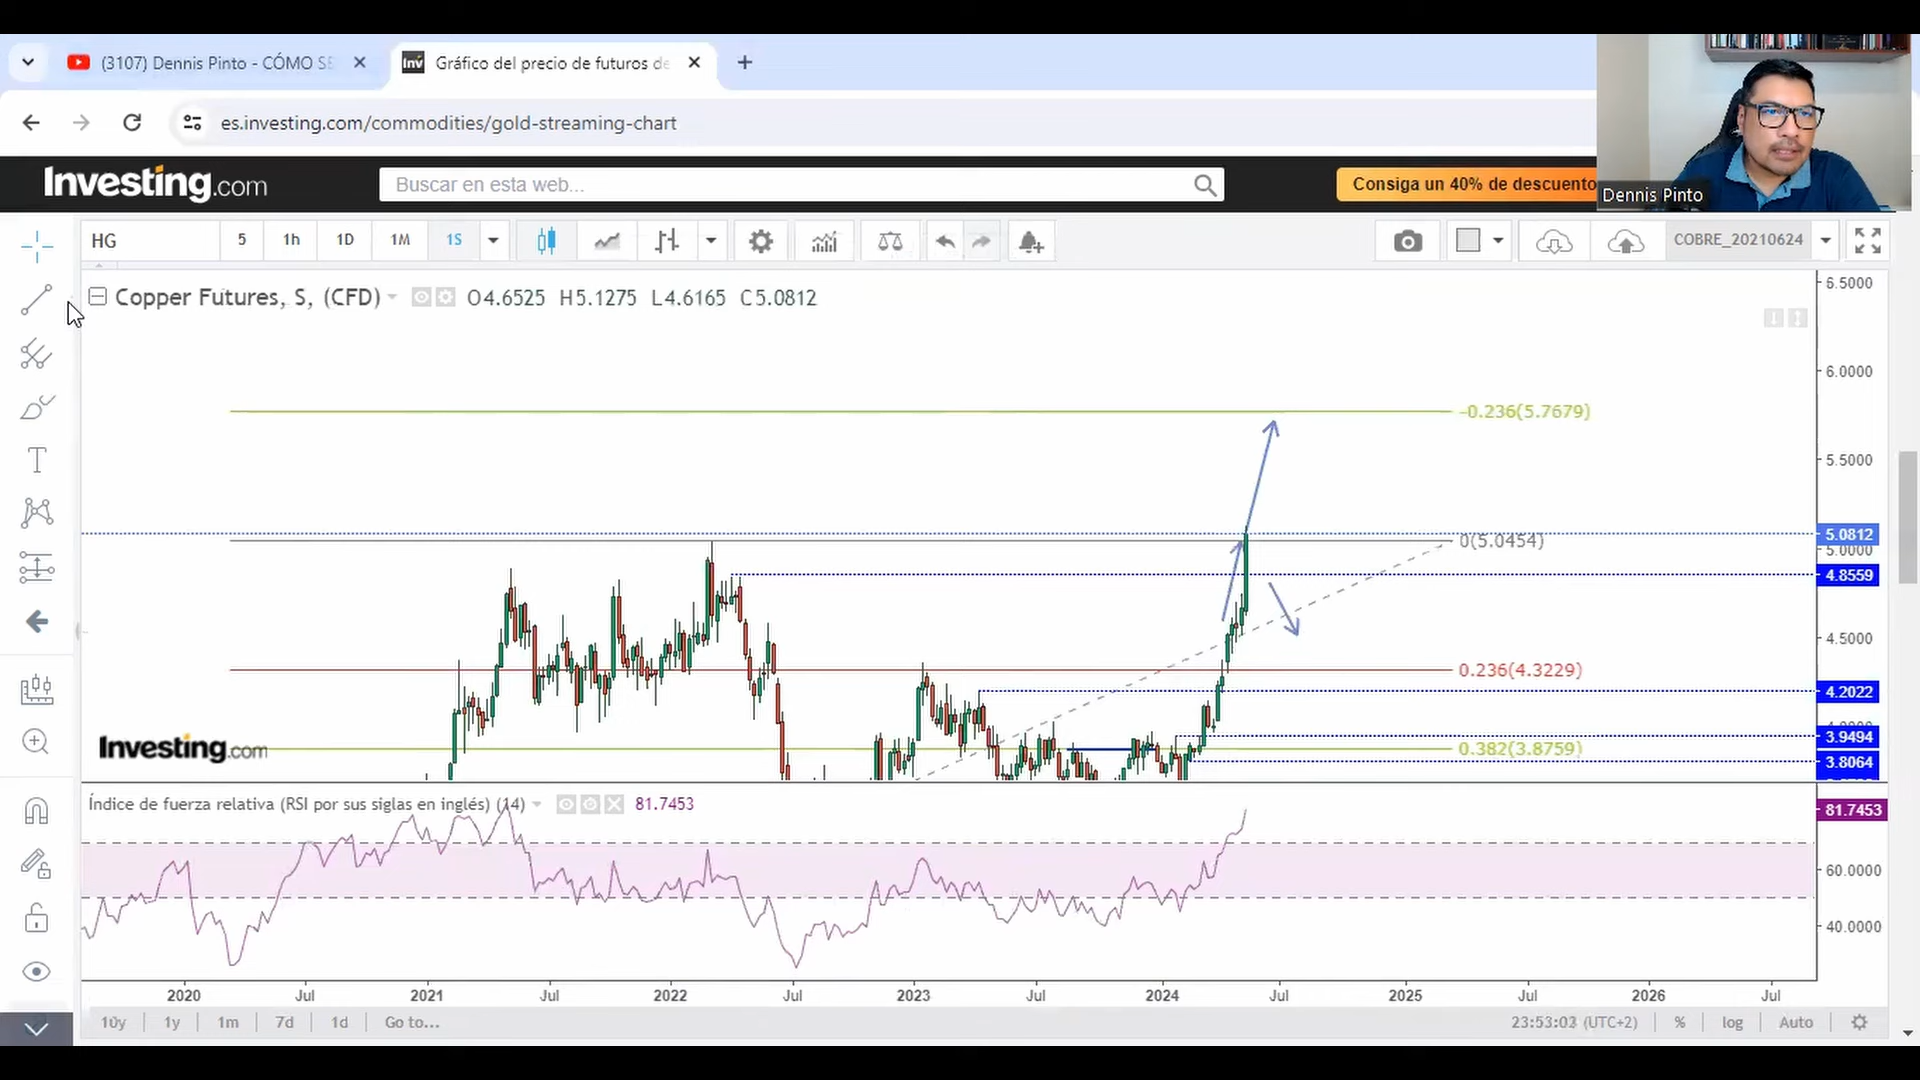 (3107) Dennis Pinto - CÓMO SE
Gráfico del precio de futuros de
es.investing.com/commodities/gold-streaming-chart
Investing.com
Buscar en esta web...
Consiga un 40% de descuento
Dennis Pinto
HG
5
1h
1D
1M
1S
COBRE_20210624
Copper Futures, S, (CFD)
O4.6525 H5.1275 L4.6165 C5.0812
6.5000
6.0000
-0.236(5.7679)
5.5000
5.0812
0(5.0454)
5.0000
4.8559
4.5000
0.236(4.3229)
4.2022
3.9494
Investing.com
0.382(3.8759)
3.8064
Índice de fuerza relativa (RSI por sus siglas en inglés) (14)
81.7453
81.7453
60.0000
40.0000
2020
Jul
2021
Jul
2022
Jul
2023
Jul
2024
Jul
2025
Jul
2026
Jul
10y
1y
1m
7d
1d
Go to...
(UTC+2)
%
log
Auto